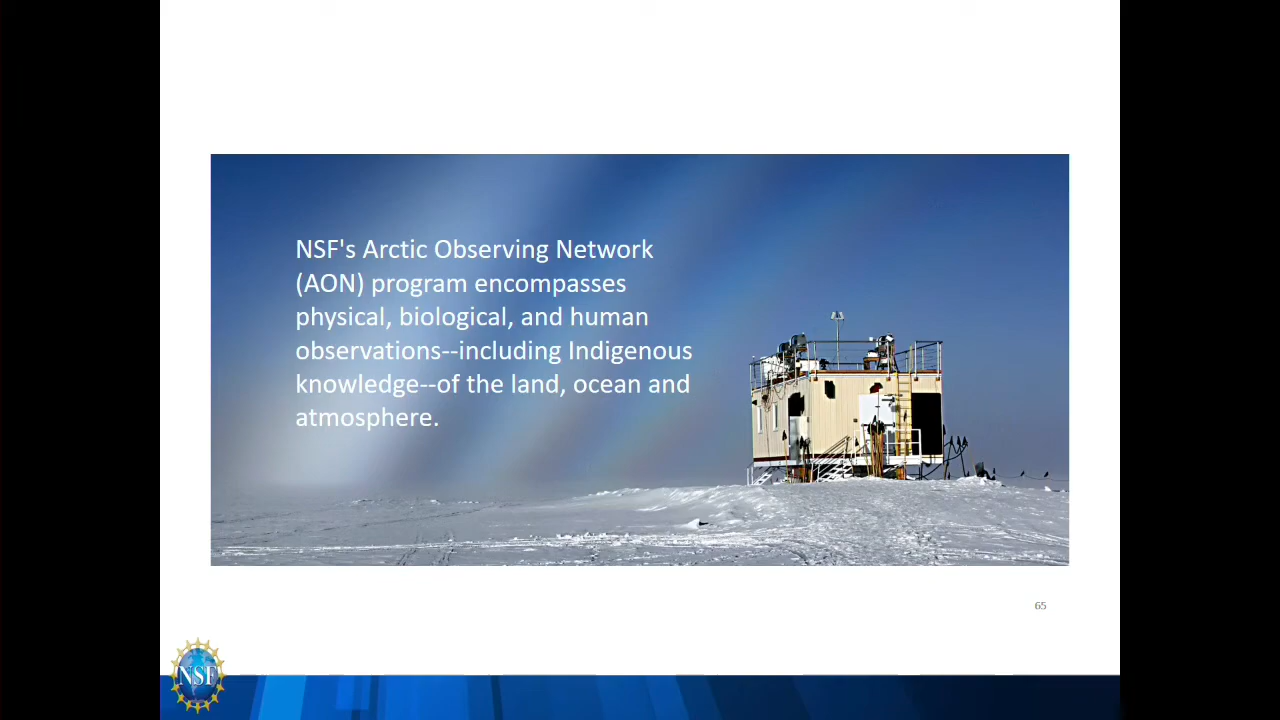 NSF's Arctic Observing Network
(AON) program encompasses
physical, biological, and human
observations--including Indigenous
knowledge--of the land, ocean and
atmosphere.
65
NSF